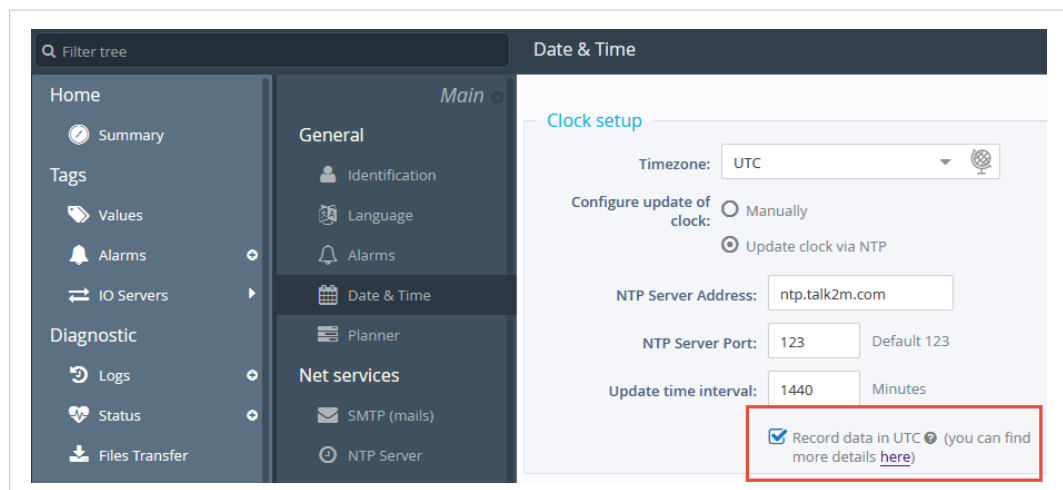 Filter tree
Date & Time
Home
Summary
Tags
Values
Alarms
IO Servers
Diagnostic
Logs
Status
Files Transfer
Main
General
Identification
Language
Alarms
Date & Time
Planner
Net services
SMTP (mails)
NTP Server
Clock setup
Timezone: UTC
Configure update of
clock:
Manually
Update clock via NTP
NTP Server Address: ntp.talk2m.com
NTP Server Port: 123 Default 123
Update time interval: 1440 Minutes
Record data in UTC ? (you can find
more details here)